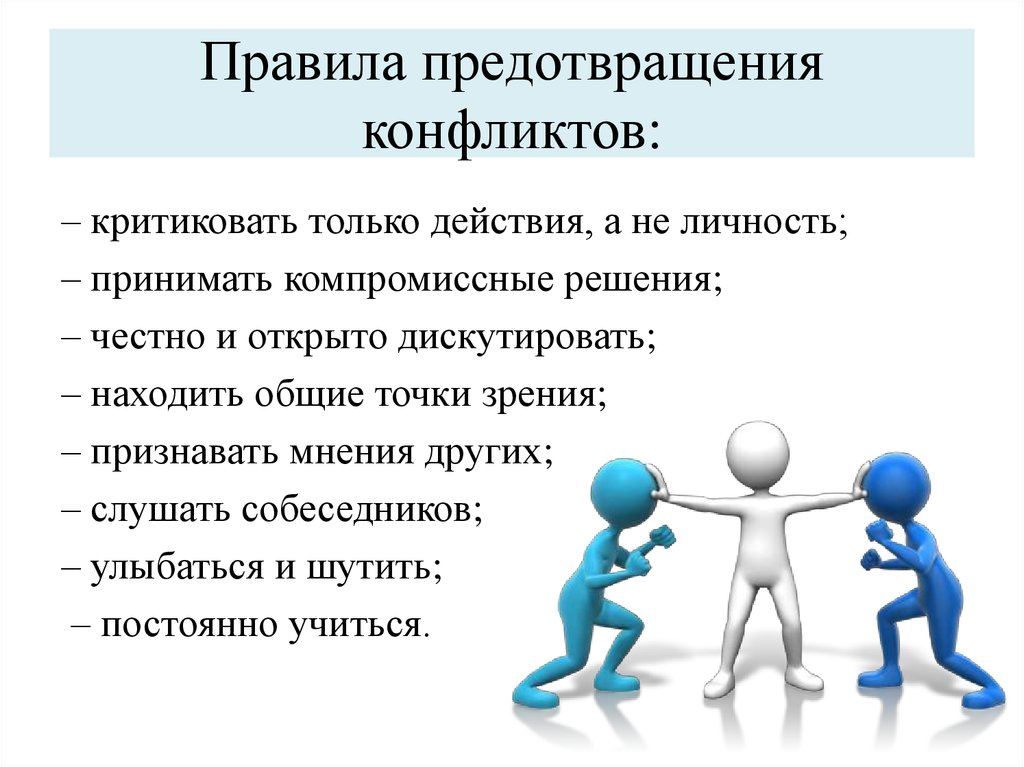 Правила предотвращения
конфликтов:
– критиковать только действия, а не личность;
– принимать компромиссные решения;
– честно и открыто дискутировать;
– находить общие точки зрения;
– признавать мнения других;
– слушать собеседников;
– улыбаться и шутить;
– постоянно учиться.